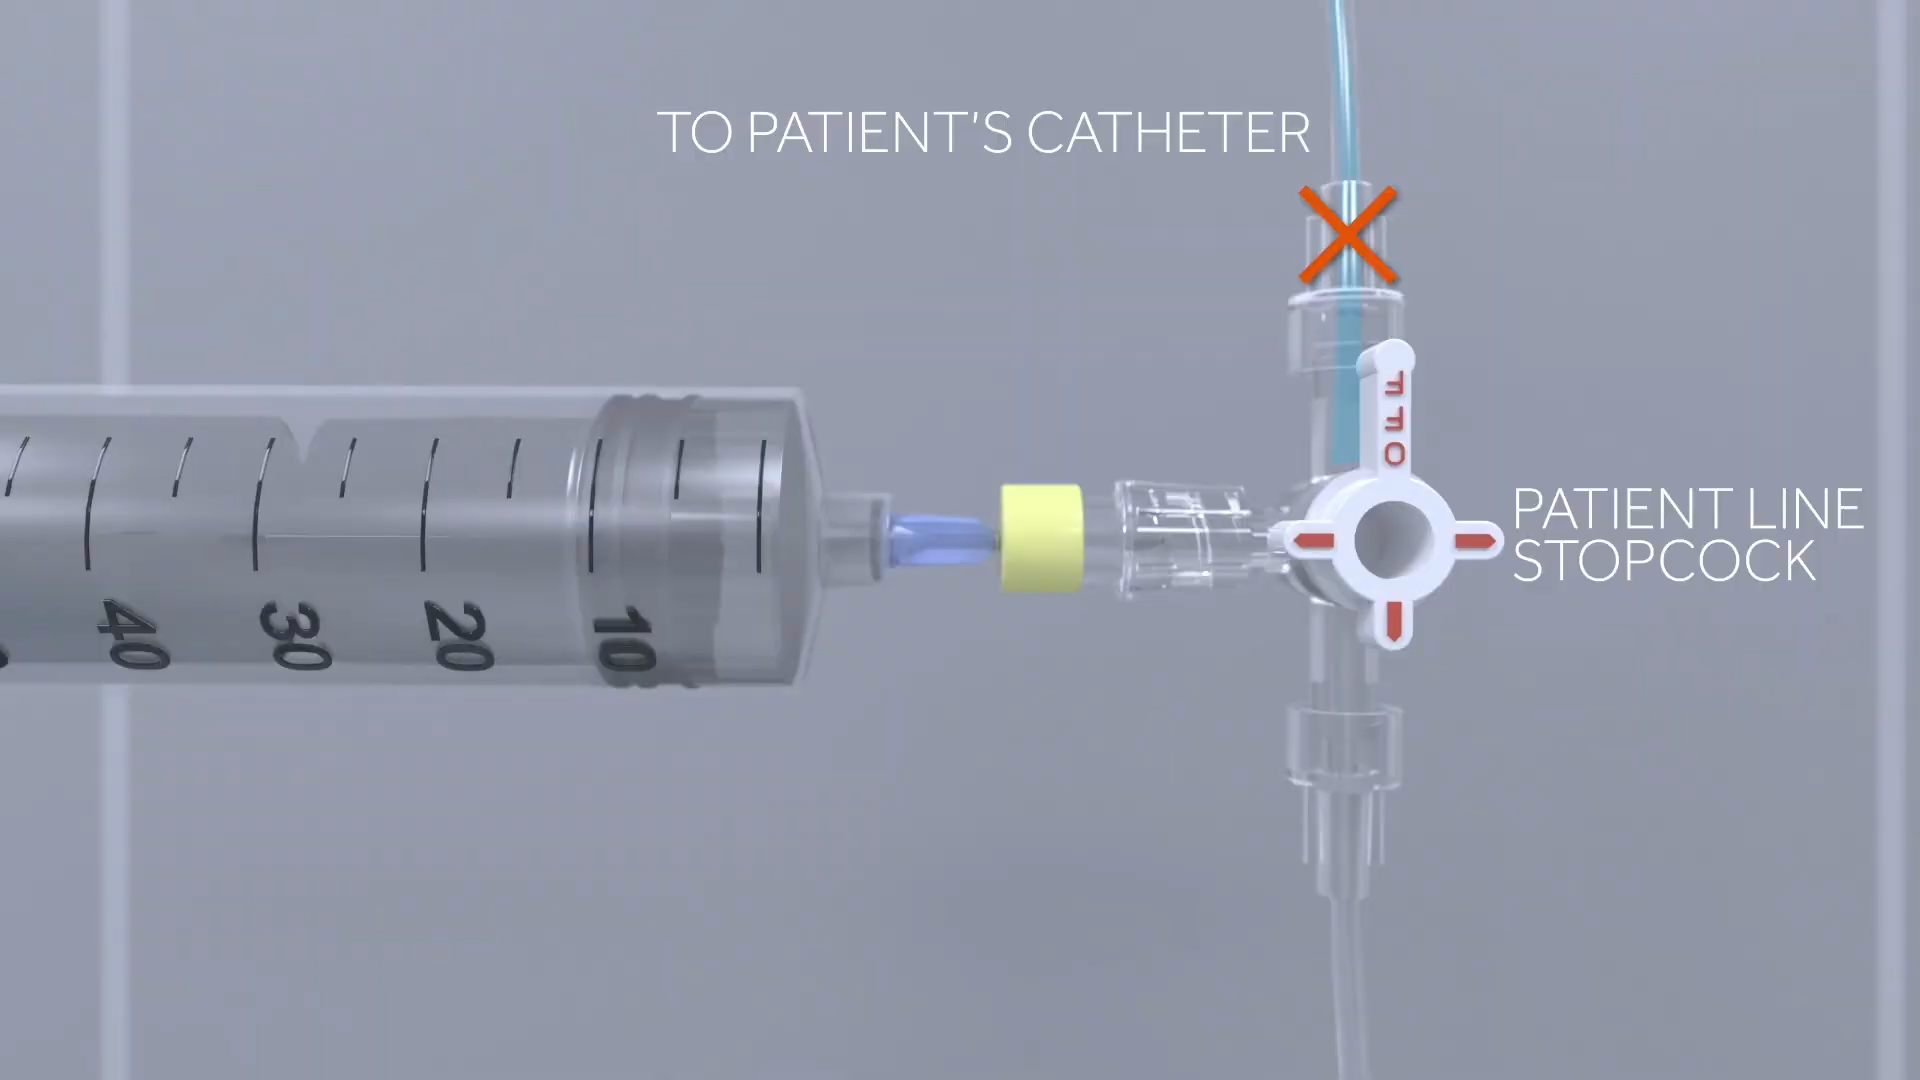 TO PATIENT'S CATHETER
OFF
PATIENT LINE
STOPCOCK
40
30
20
10